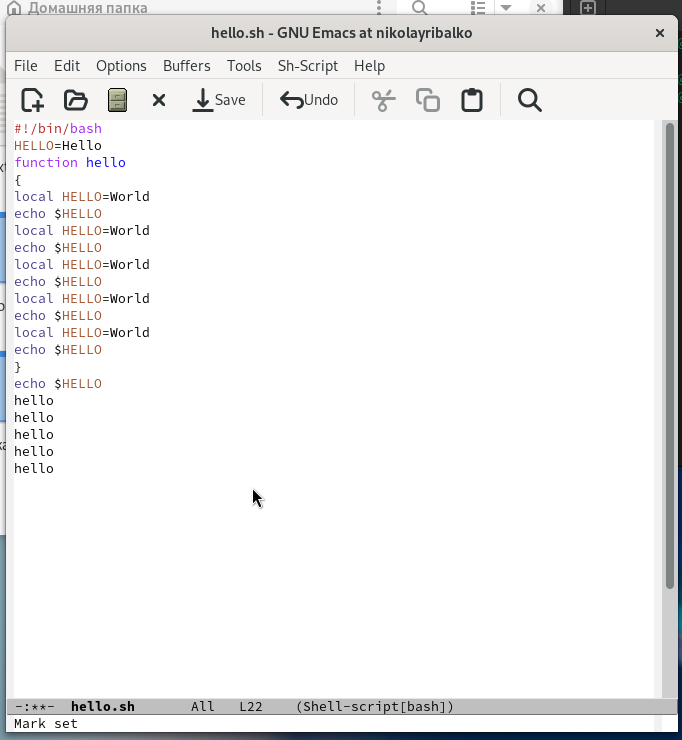 Домашняя папка
hello.sh - GNU Emacs at nikolayribalko
File Edit Options Buffers Tools Sh-Script Help
Save Undo
#!/bin/bash
HELLO=Hello
function hello
{
local HELLO=World
echo $HELLO
local HELLO=World
echo $HELLO
local HELLO=World
echo $HELLO
local HELLO=World
echo $HELLO
local HELLO=World
echo $HELLO
}
echo $HELLO
hello
hello
hello
hello
hello
-:**- hello.sh All L22 (Shell-script[bash])
Mark set